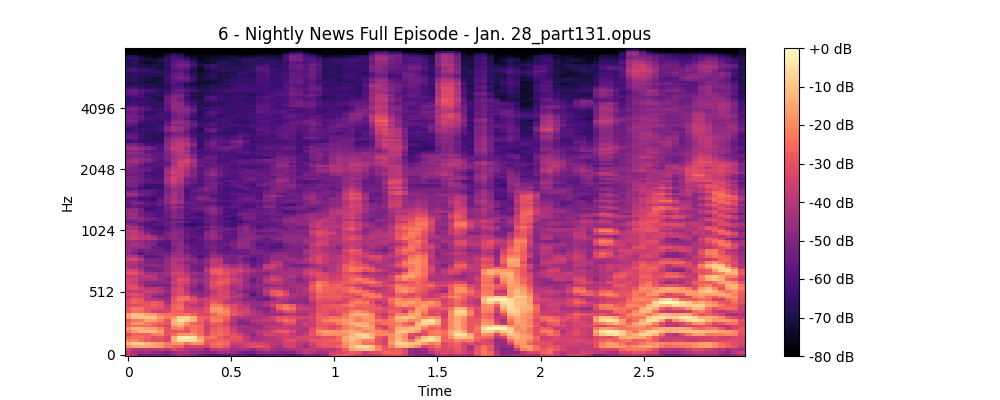 6 - Nightly News Full Episode - Jan. 28_part131.opus
Hz
4096
2048
1024
512
0
0
0.5
1
1.5
2
2.5
Time
+0 dB
-10 dB
-20 dB
-30 dB
-40 dB
-50 dB
-60 dB
-70 dB
-80 dB